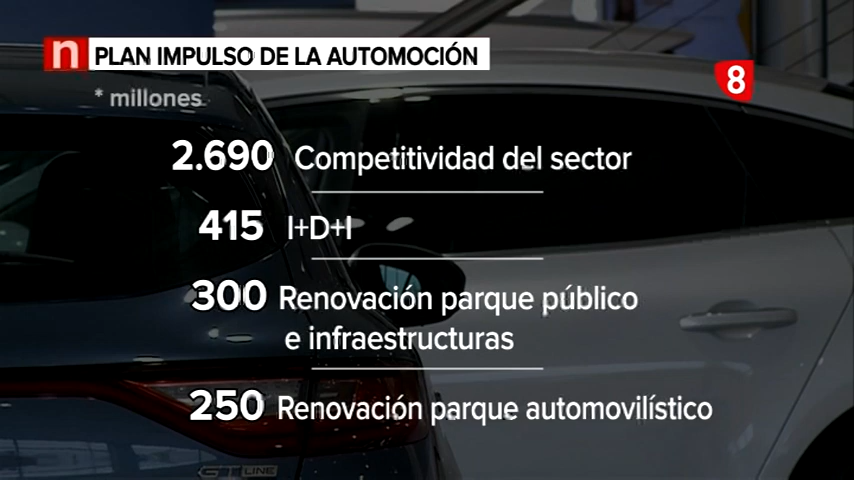 n PLAN IMPULSO DE LA AUTOMOCIÓN
8
* millones
2.690 Competitividad del sector
415 I+D+I
300 Renovación parque público
e infraestructuras
250 Renovación parque automovilístico
GT LINE